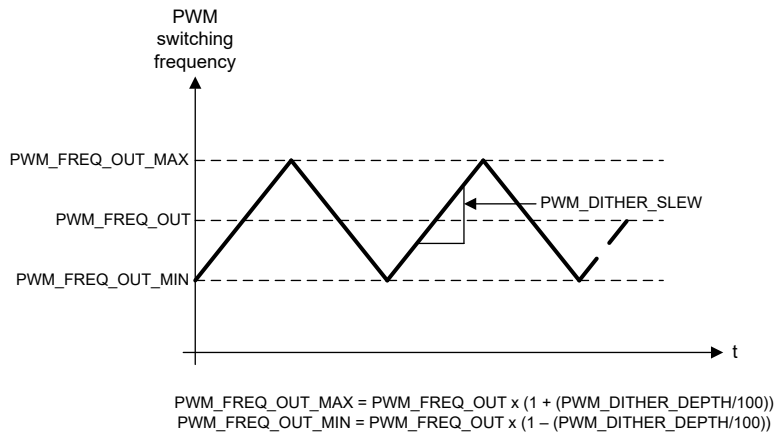 PWM
switching
frequency
PWM_FREQ_OUT_MAX
PWM_DITHER_SLEW
PWM_FREQ_OUT
PWM_FREQ_OUT_MIN
t
PWM_FREQ_OUT_MAX = PWM_FREQ_OUT x (1 + (PWM_DITHER_DEPTH/100))
PWM_FREQ_OUT_MIN = PWM_FREQ_OUT x (1 – (PWM_DITHER_DEPTH/100))